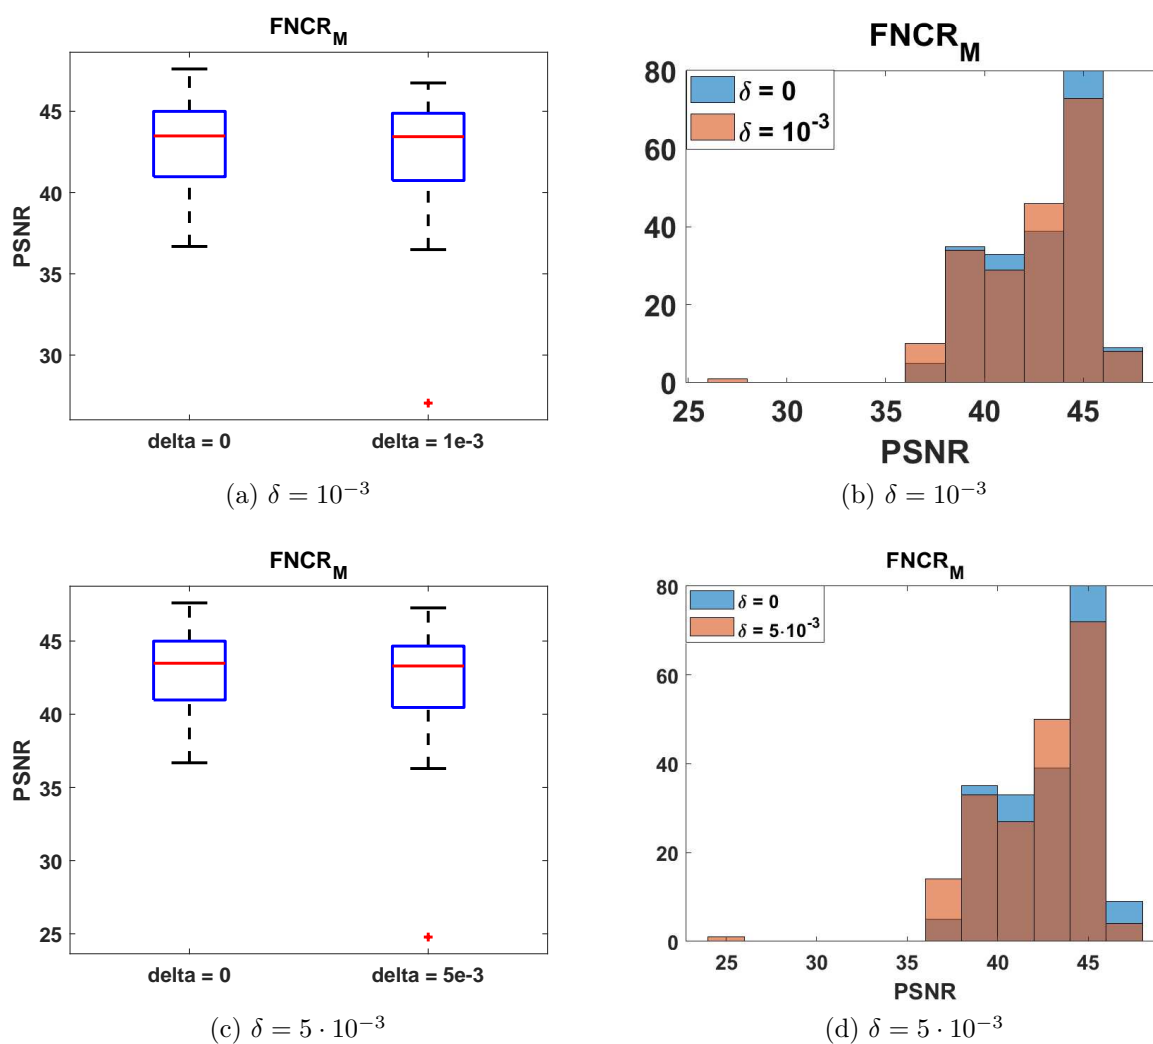 FNCR_M
PSNR
45
40
35
30
delta = 0
delta = 1e-3
(a) δ = 10⁻³
FNCR_M
δ = 0
δ = 10⁻³
80
60
40
20
0
25 30 35 40 45
PSNR
(b) δ = 10⁻³
FNCR_M
PSNR
45
40
35
30
25
delta = 0
delta = 5e-3
(c) δ = 5 · 10⁻³
FNCR_M
δ = 0
δ = 5·10⁻³
80
60
40
20
0
25 30 35 40 45
PSNR
(d) δ = 5 · 10⁻³